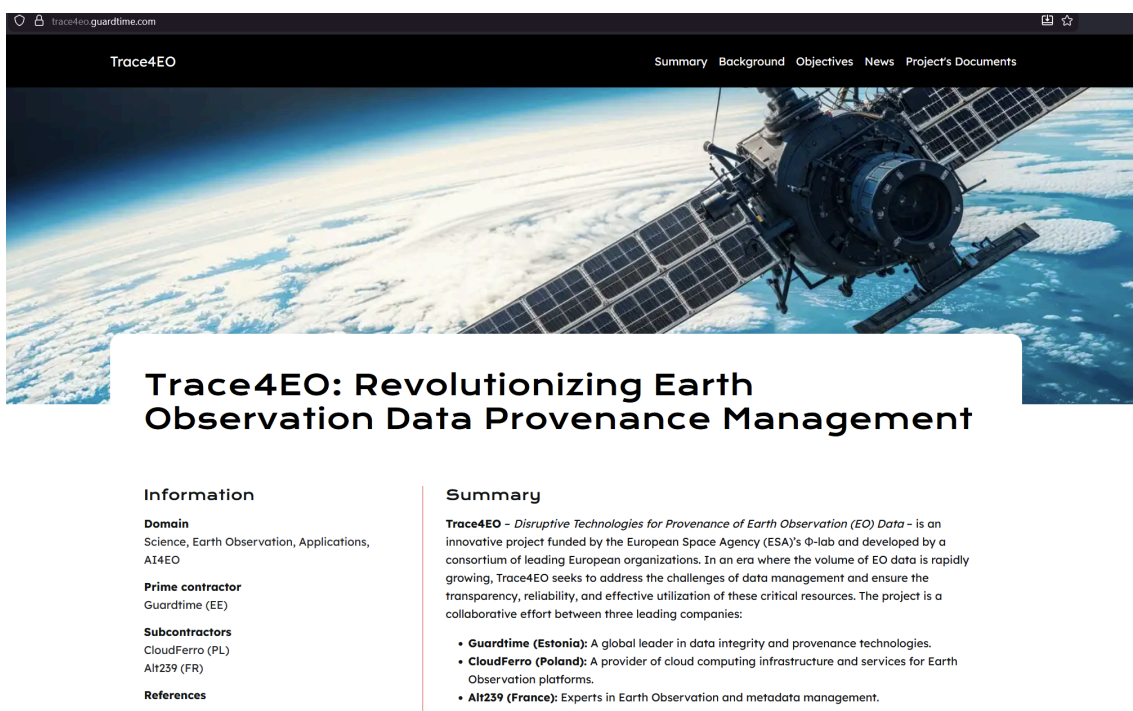 trace4eo.guardtime.com
Trace4EO
Summary Background Objectives News Project's Documents
Trace4EO: Revolutionizing Earth
Observation Data Provenance Management
Information
Domain
Science, Earth Observation, Applications,
AI4EO
Prime contractor
Guardtime (EE)
Subcontractors
CloudFerro (PL)
Alt239 (FR)
References
Summary
Trace4EO – Disruptive Technologies for Provenance of Earth Observation (EO) Data – is an
innovative project funded by the European Space Agency (ESA)'s Φ-lab and developed by a
consortium of leading European organizations. In an era where the volume of EO data is rapidly
growing, Trace4EO seeks to address the challenges of data management and ensure the
transparency, reliability, and effective utilization of these critical resources. The project is a
collaborative effort between three leading companies:
• Guardtime (Estonia): A global leader in data integrity and provenance technologies.
• CloudFerro (Poland): A provider of cloud computing infrastructure and services for Earth
Observation platforms.
• Alt239 (France): Experts in Earth Observation and metadata management.